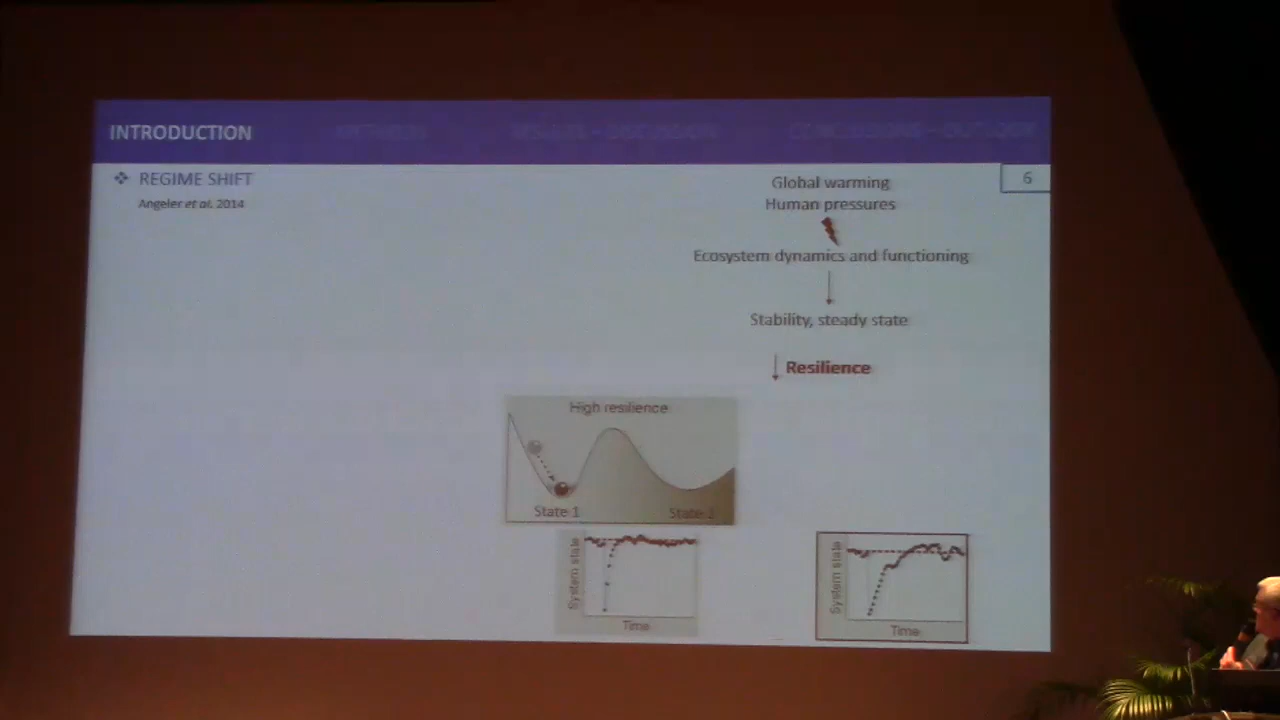 INTRODUCTION
METHODS
RESULTS – DISCUSSION
CONCLUSIONS – OUTLOOK
6
❖ REGIME SHIFT
Angeler et al. 2014
Global warming
Human pressures
Ecosystem dynamics and functioning
Stability, steady state
↓ Resilience
High resilience
State 1
State 2
System state
Time
System state
Time